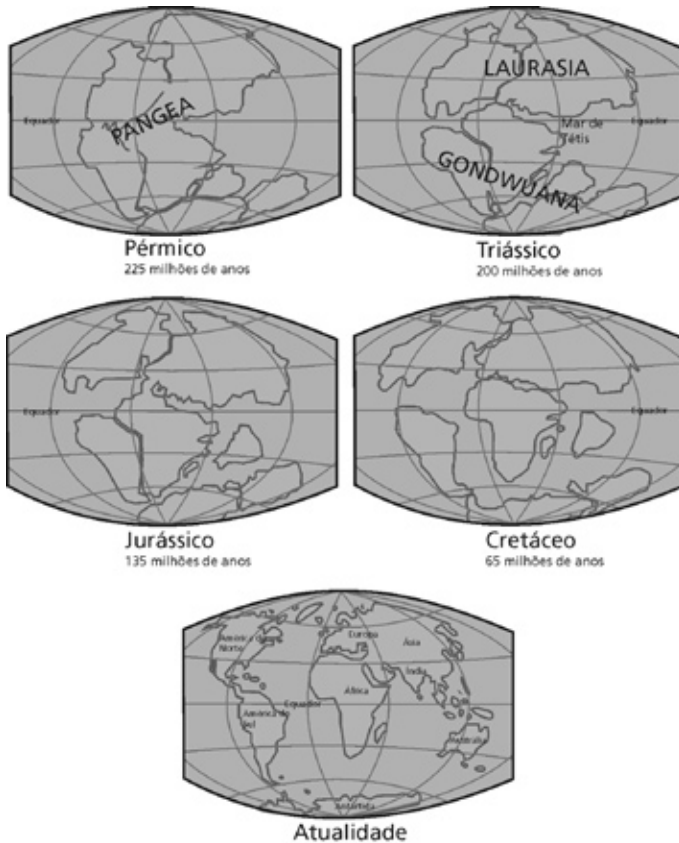 Equador
PANGEA
Pérmico
225 milhões de anos
LAURASIA
Mar de
Tétis
Equador
GONDWUANA
Triássico
200 milhões de anos
Equador
Jurássico
135 milhões de anos
Equador
Cretáceo
65 milhões de anos
América do
Norte
Europa
Ásia
Índia
África
Equador
América do
Sul
Austrália
Antártida
Atualidade